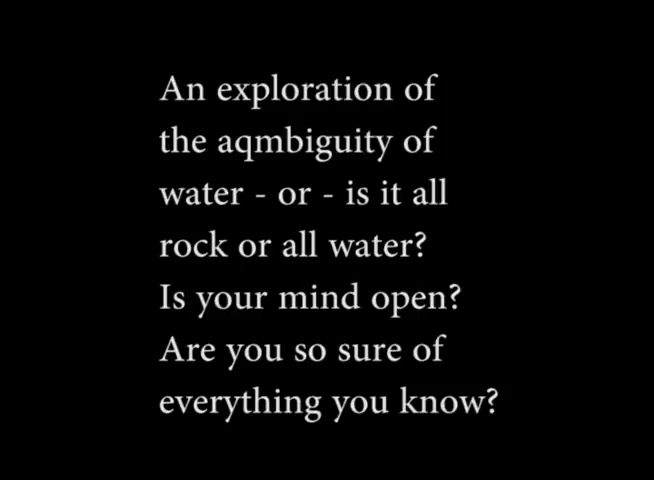 An exploration of
the aqmbiguity of
water - or - is it all
rock or all water?
Is your mind open?
Are you so sure of
everything you know?